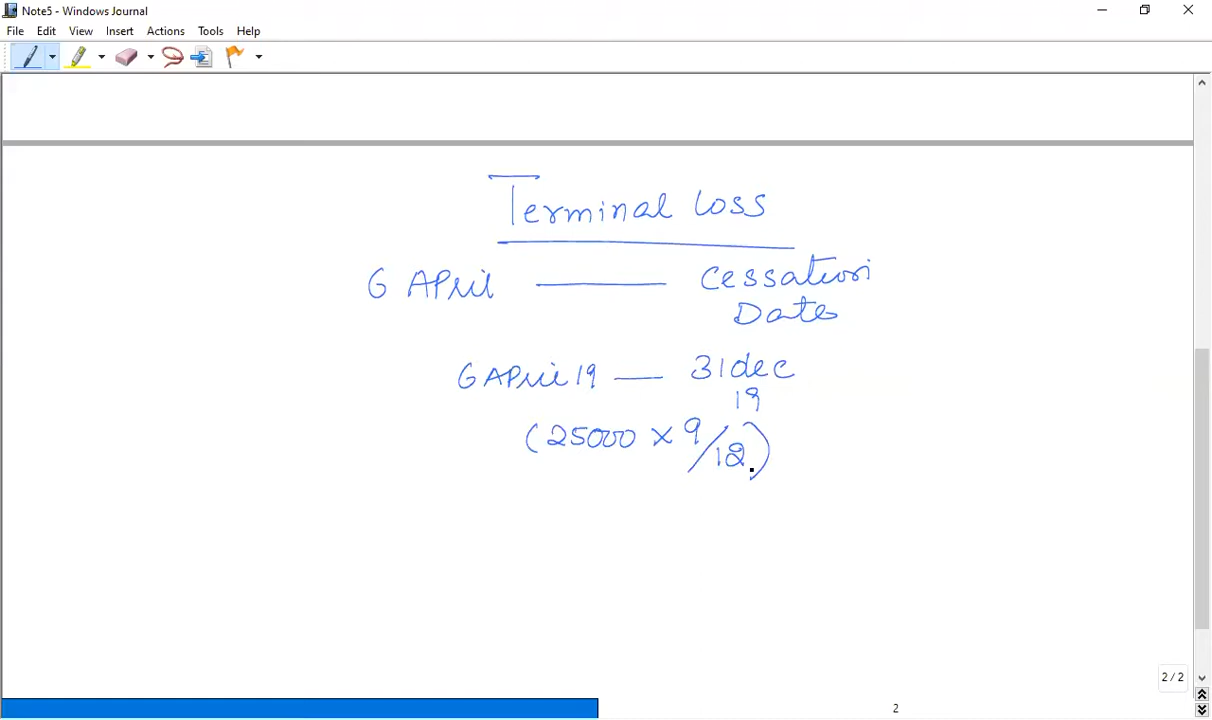 Note5 - Windows Journal
File Edit View Insert Actions Tools Help
Terminal Loss
6 April — Cessation
Date
6 April 19 — 31 dec
19
(25000 × 9/12)
2 / 2
2